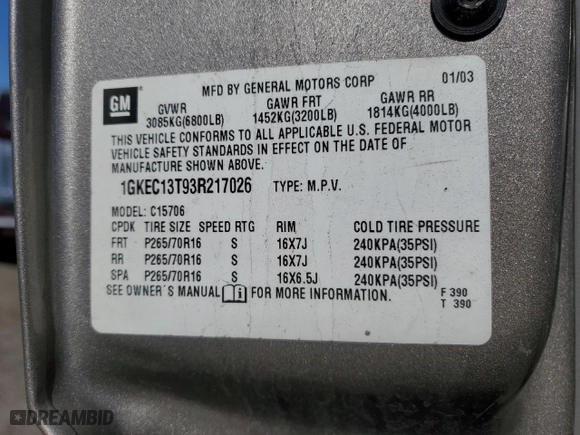 MFD BY GENERAL MOTORS CORP 01/03
GM
GVWR GAWR FRT GAWR RR
3085KG(6800LB) 1452KG(3200LB) 1814KG(4000LB)
THIS VEHICLE CONFORMS TO ALL APPLICABLE U.S. FEDERAL MOTOR
VEHICLE SAFETY STANDARDS IN EFFECT ON THE DATE OF
MANUFACTURE SHOWN ABOVE.
1GKEC13T93R217026 TYPE: M.P.V.
MODEL: C15706
CPDK TIRE SIZE SPEED RTG RIM COLD TIRE PRESSURE
FRT P265/70R16 S 16X7J 240KPA(35PSI)
RR P265/70R16 S 16X7J 240KPA(35PSI)
SPA P265/70R16 S 16X6.5J 240KPA(35PSI)
SEE OWNER'S MANUAL i FOR MORE INFORMATION.
F 390
T 390
DREAMBID